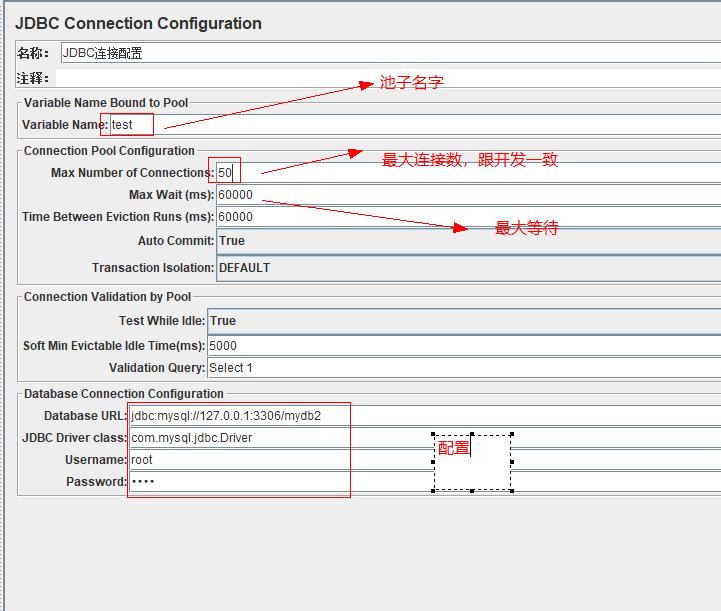 JDBC Connection Configuration
名称： JDBC连接配置
注释：
Variable Name Bound to Pool
池子名字
Variable Name: test
Connection Pool Configuration
最大连接数，跟开发一致
Max Number of Connections: 50
Max Wait (ms): 60000
Time Between Eviction Runs (ms): 60000
最大等待
Auto Commit: True
Transaction Isolation: DEFAULT
Connection Validation by Pool
Test While Idle: True
Soft Min Evictable Idle Time(ms): 5000
Validation Query: Select 1
Database Connection Configuration
Database URL: jdbc:mysql://127.0.0.1:3306/mydb2
JDBC Driver class: com.mysql.jdbc.Driver
配置
Username: root
Password: ••••